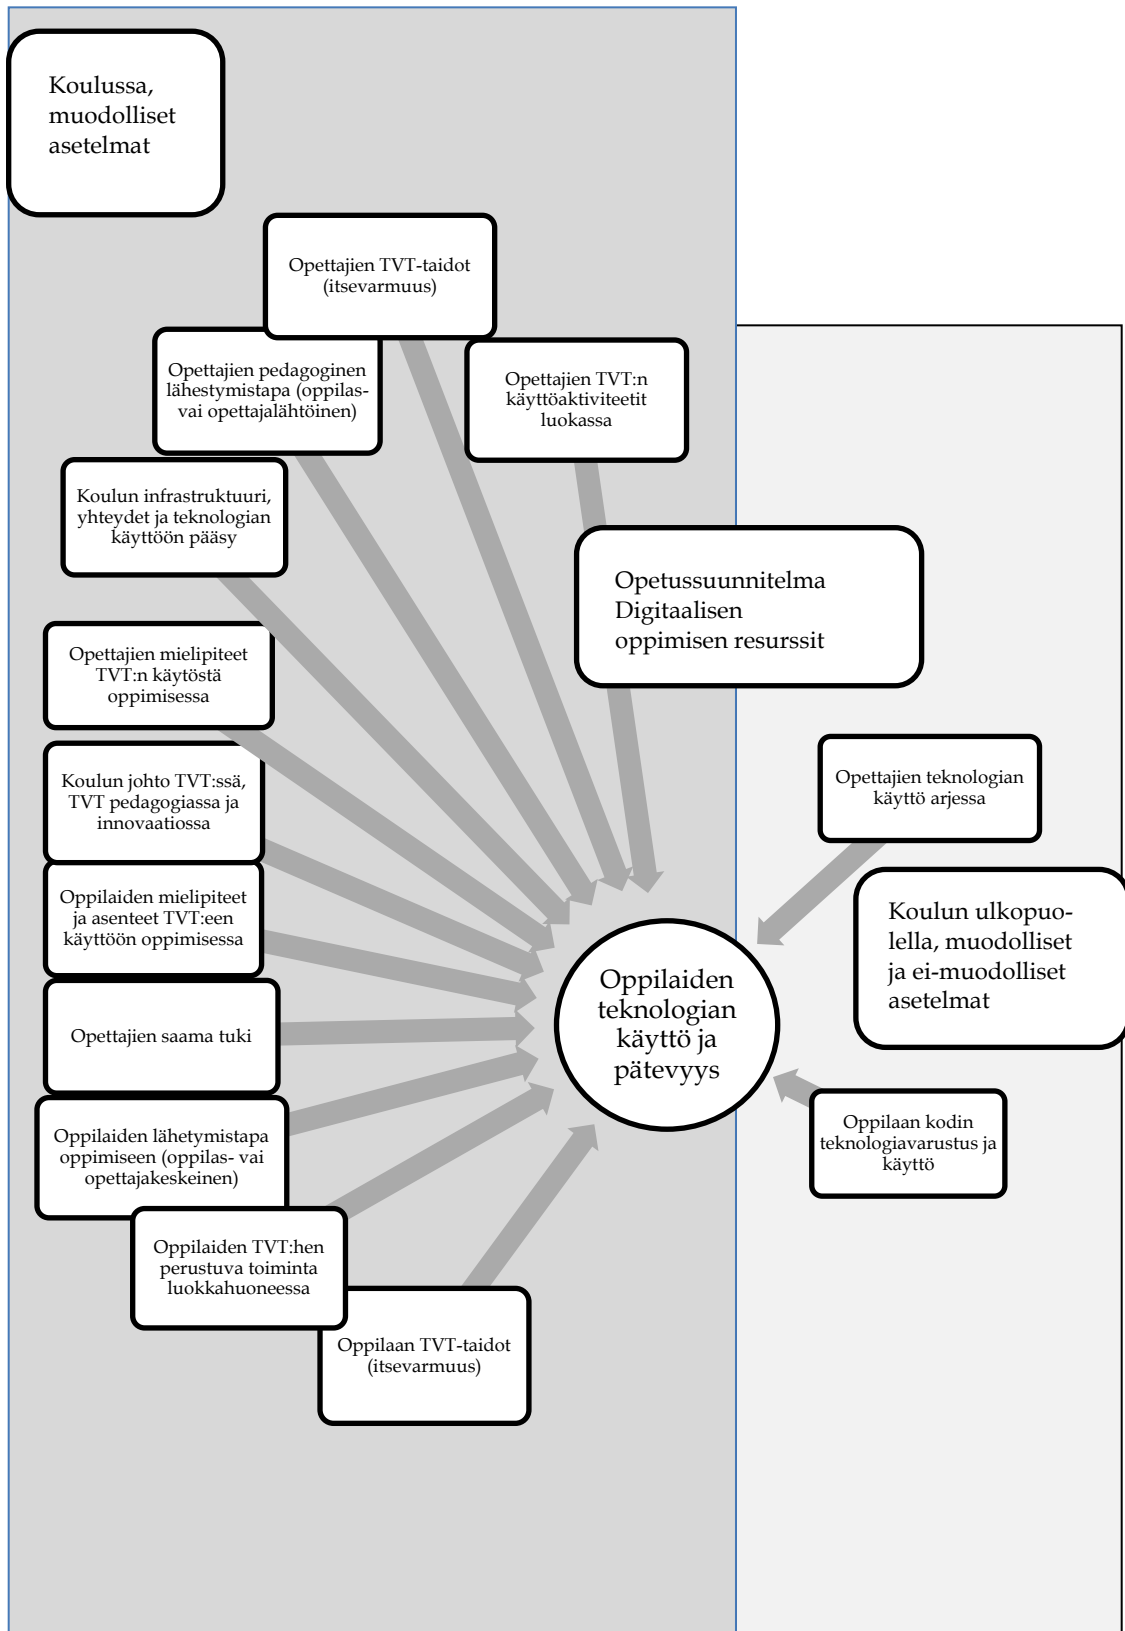 Koulussa,
muodolliset
asetelmat
Opettajien TVT-taidot
(itsevarmuus)
Opettajien pedagoginen
lähestymistapa (oppilas-
vai opettajalähtöinen)
Opettajien TVT:n
käyttöaktiviteetit
luokassa
Koulun infrastruktuuri,
yhteydet ja teknologian
käyttöön pääsy
Opetussuunnitelma
Digitaalisen
oppimisen resurssit
Opettajien mielipiteet
TVT:n käytöstä
oppimisessa
Koulun johto TVT:ssä,
TVT pedagogiassa ja
innovaatiossa
Opettajien teknologian
käyttö arjessa
Oppilaiden mielipiteet
ja asenteet TVT:een
käyttöön oppimisessa
Koulun ulkopuo-
lella, muodolliset
ja ei-muodolliset
asetelmat
Oppilaiden
teknologian
käyttö ja
pätevyys
Opettajien saama tuki
Oppilaiden lähetymistapa
oppimiseen (oppilas- vai
opettajakeskeinen)
Oppilaan kodin
teknologiavarustus ja
käyttö
Oppilaiden TVT:hen
perustuva toiminta
luokkahuoneessa
Oppilaan TVT-taidot
(itsevarmuus)